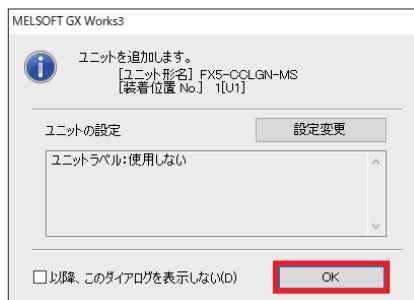 MELSOFT GX Works3
ユニットを追加します。
[ユニット形名] FX5-CCLGN-MS
[装着位置 No.] 1[U1]
ユニットの設定
設定変更
ユニットラベル:使用しない
□以降、このダイアログを表示しない(D)
OK